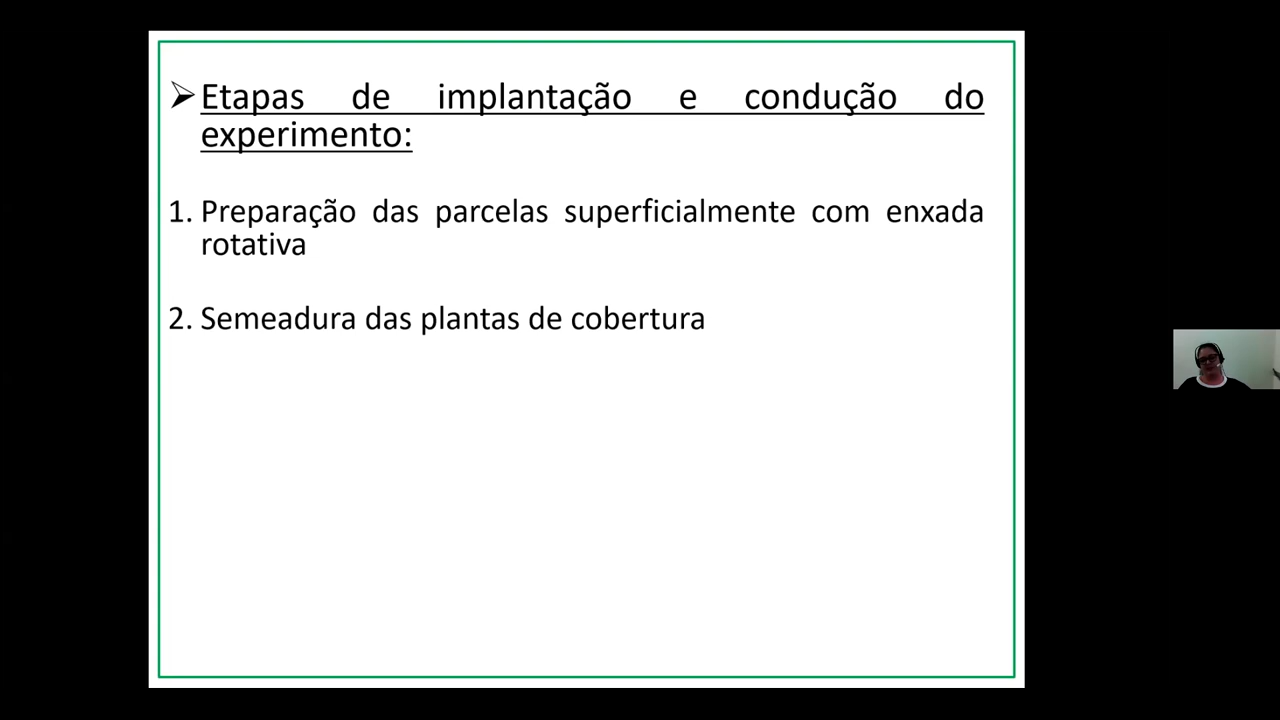 Etapas de implantação e condução do
experimento:
1. Preparação das parcelas superficialmente com enxada
rotativa
2. Semeadura das plantas de cobertura